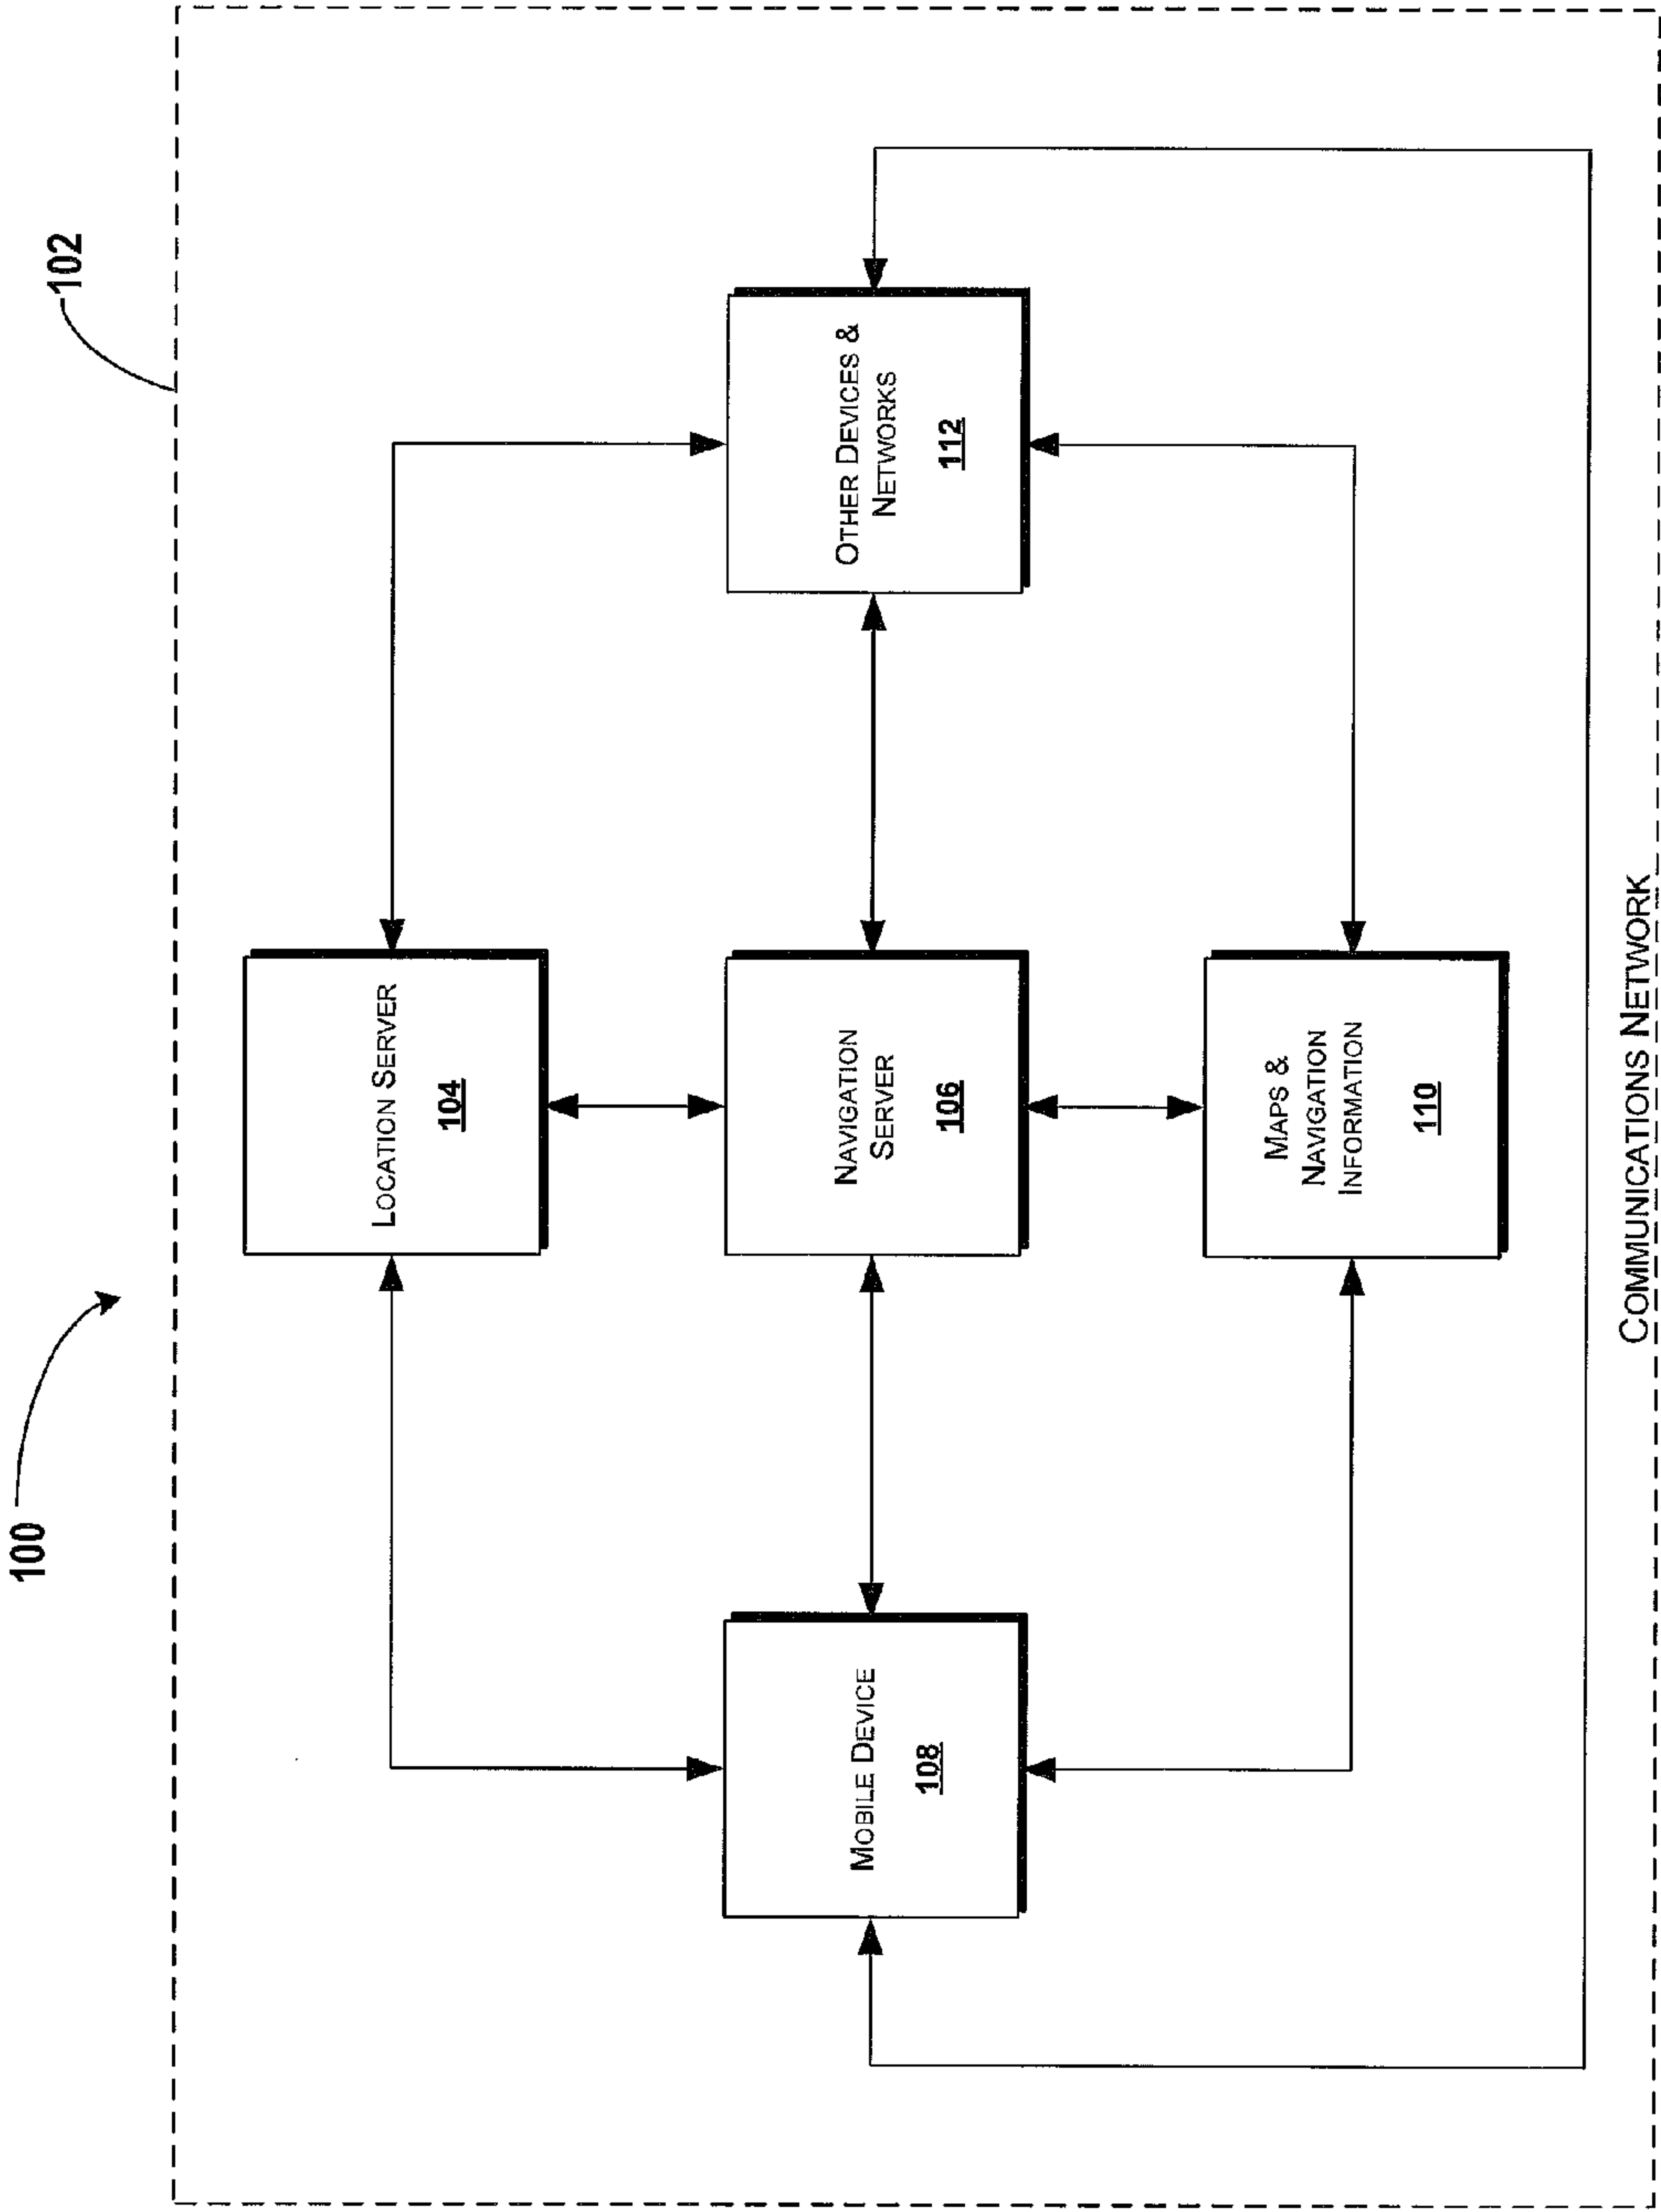 100
102
LOCATION SERVER
104
MOBILE DEVICE
108
NAVIGATION
SERVER
106
OTHER DEVICES &
NETWORKS
112
MAPS &
NAVIGATION
INFORMATION
110
COMMUNICATIONS NETWORK